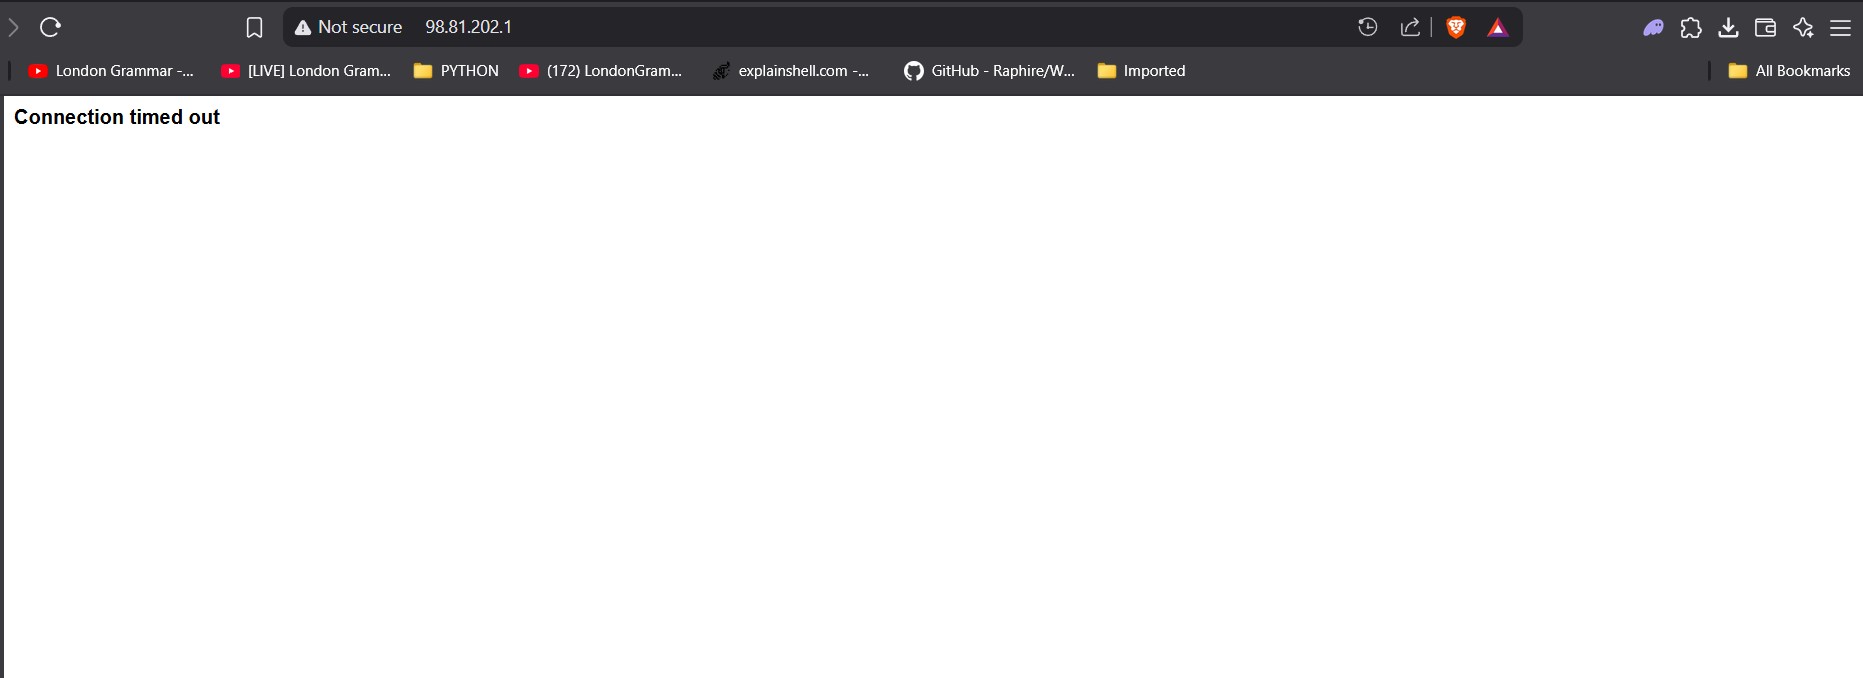 Not secure 98.81.202.1
London Grammar -... [LIVE] London Gram... PYTHON (172) LondonGram... explainshell.com -... GitHub - Raphire/W... Imported All Bookmarks
Connection timed out